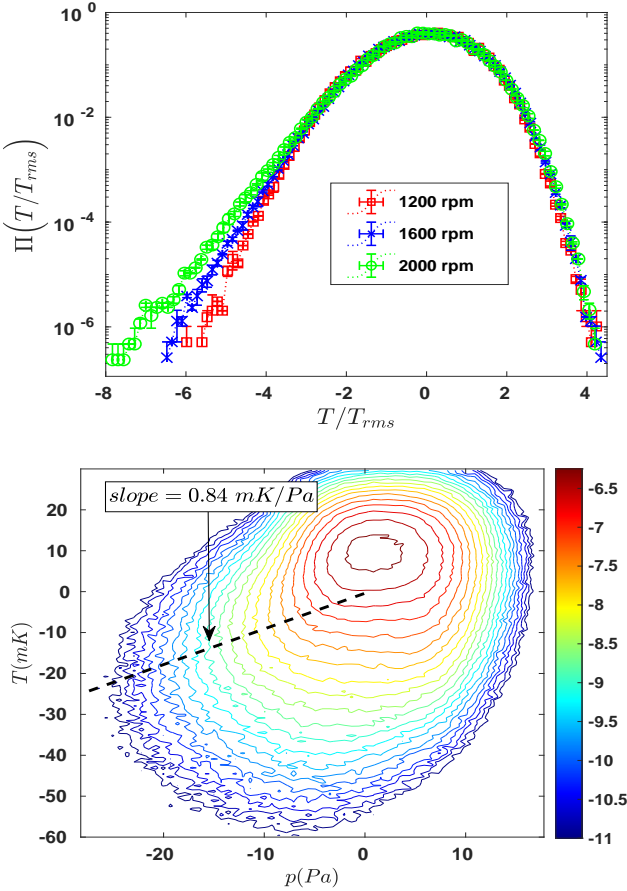 10^0
10^-2
10^-4
10^-6
Π(T/T_rms)
1200 rpm
1600 rpm
2000 rpm
-8 -6 -4 -2 0 2 4
T/T_rms
slope = 0.84 mK/Pa
20
10
0
-10
-20
-30
-40
-50
-60
T(mK)
-20 -10 0 10
p(Pa)
-6.5
-7
-7.5
-8
-8.5
-9
-9.5
-10
-10.5
-11